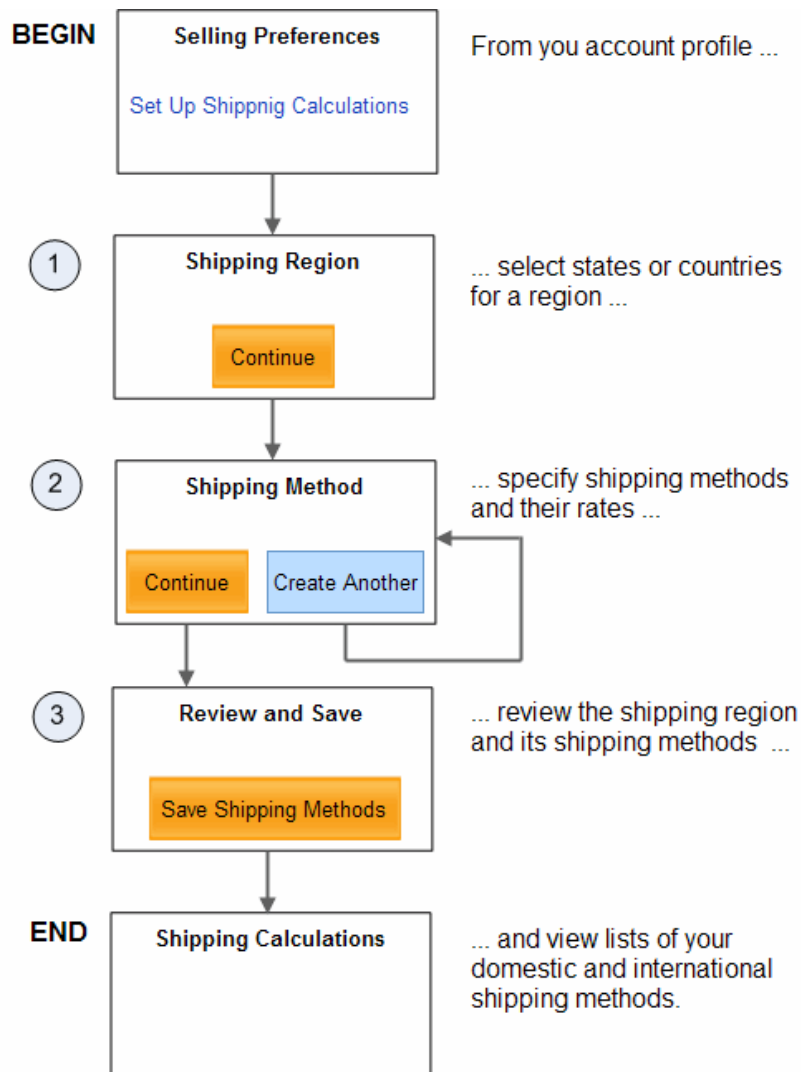 BEGIN
Selling Preferences
From you account profile ...
Set Up Shippnig Calculations
1
Shipping Region
... select states or countries
for a region ...
Continue
2
Shipping Method
... specify shipping methods
and their rates ...
Continue
Create Another
3
Review and Save
... review the shipping region
and its shipping methods ...
Save Shipping Methods
END
Shipping Calculations
... and view lists of your
domestic and international
shipping methods.